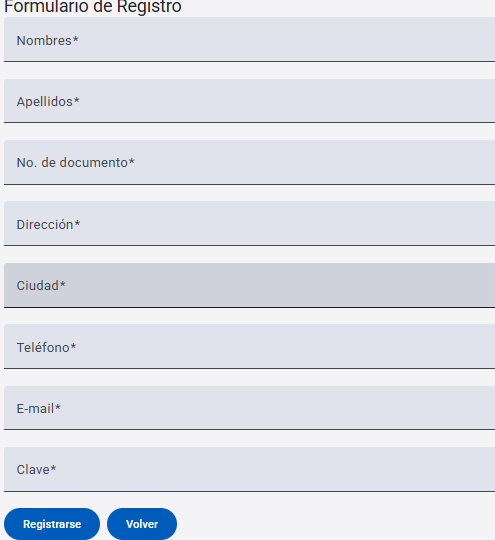 Formulario de Registro
Nombres*
Apellidos*
No. de documento*
Dirección*
Ciudad*
Teléfono*
E-mail*
Clave*
Registrarse Volver